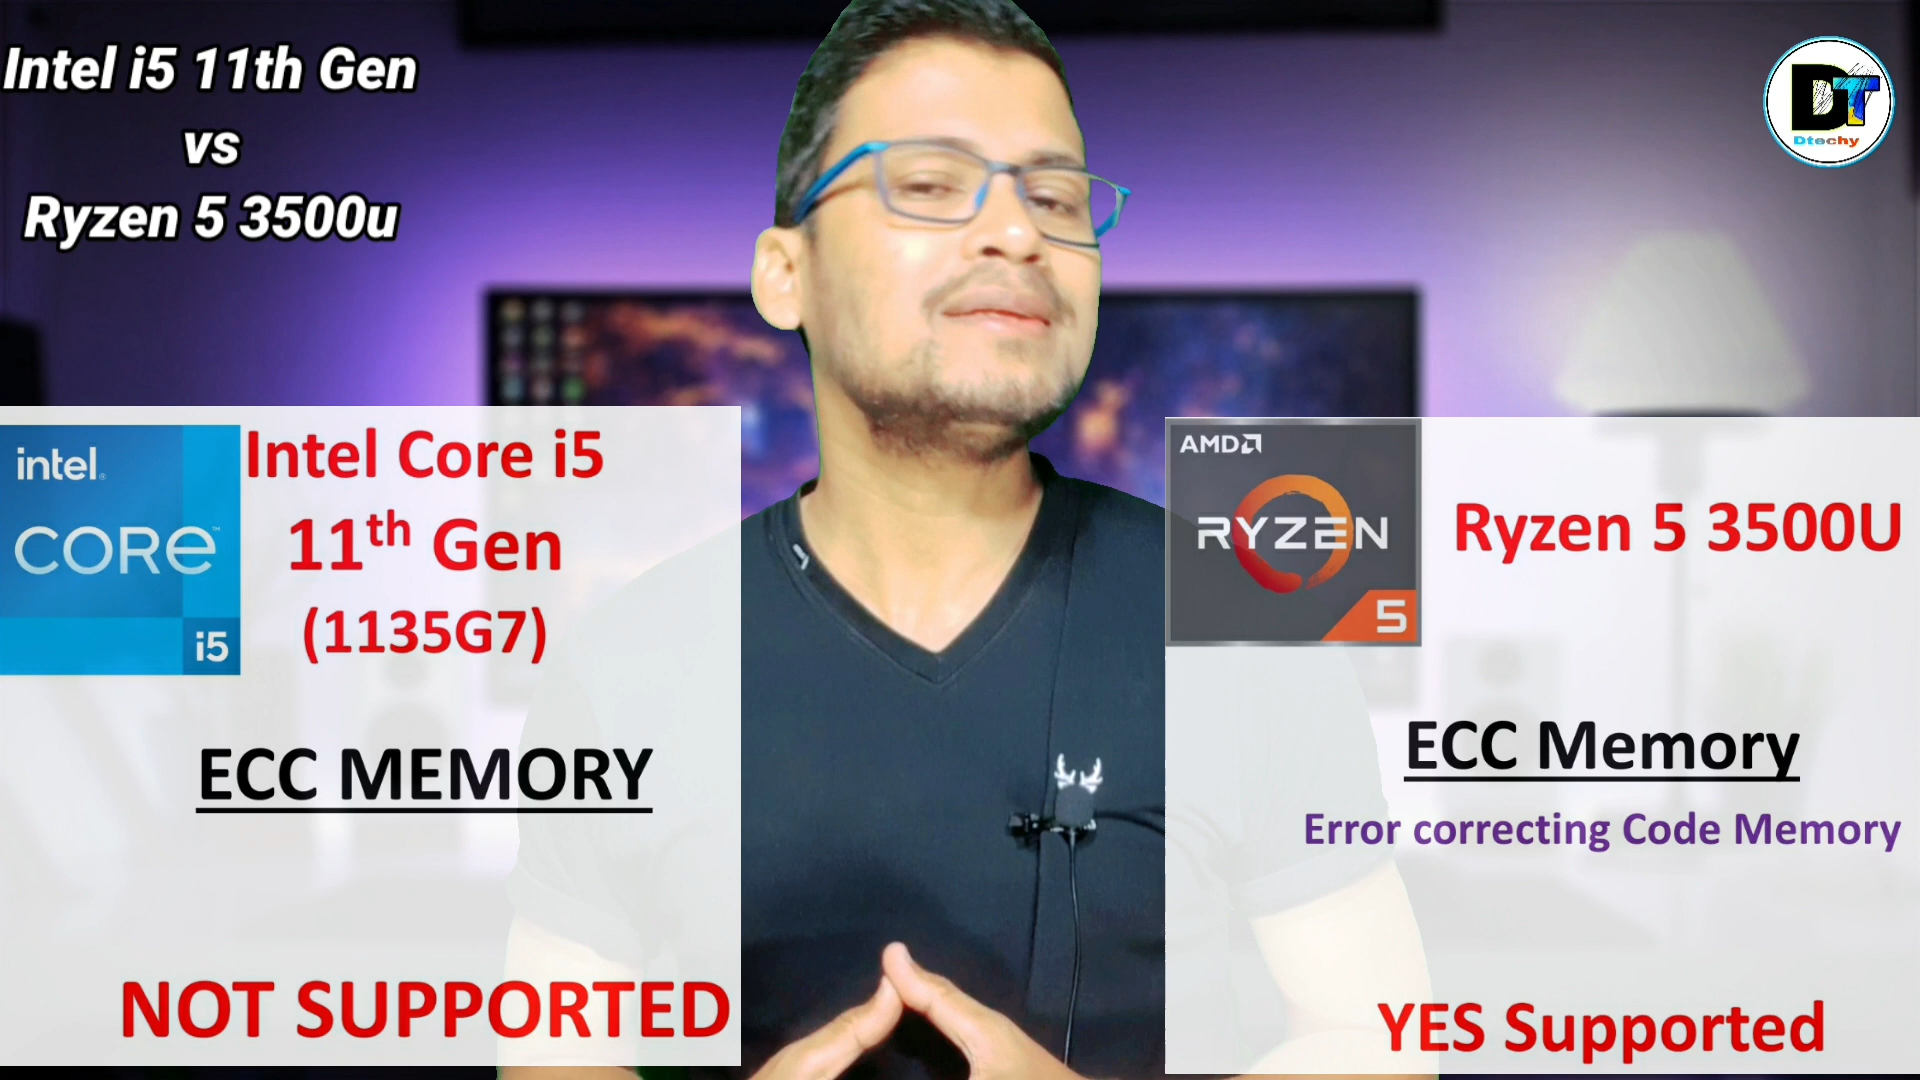 Intel i5 11th Gen
vs
Ryzen 5 3500u
DT
Dtechy
intel.
CORE™
i5
Intel Core i5
11th Gen
(1135G7)
ECC MEMORY
NOT SUPPORTED
AMD
RYZEN
5
Ryzen 5 3500U
ECC Memory
Error correcting Code Memory
YES Supported